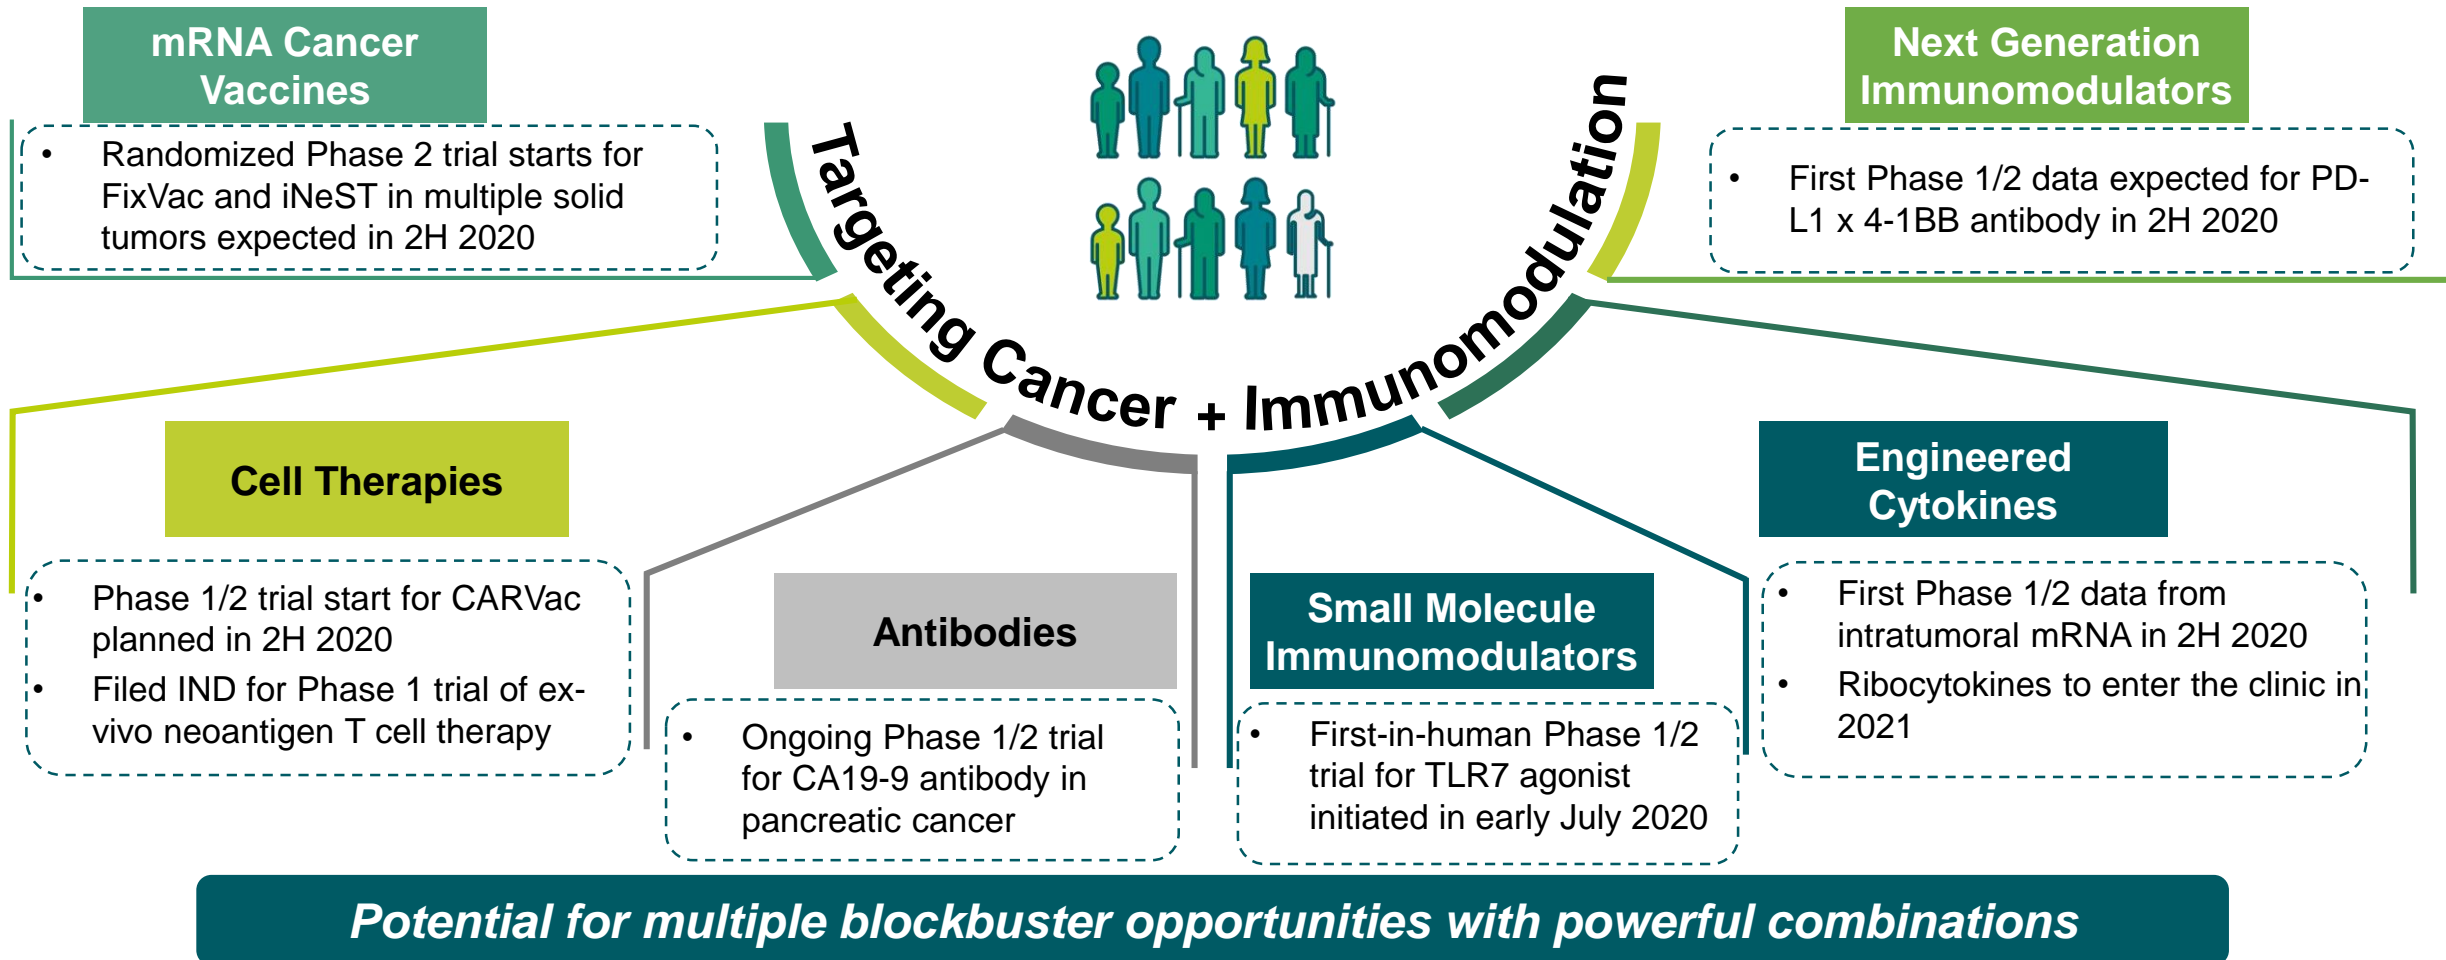 mRNA Cancer
Vaccines
• Randomized Phase 2 trial starts for
FixVac and iNeST in multiple solid
tumors expected in 2H 2020
Targeting Cancer + Immunomodulation
Next Generation
Immunomodulators
• First Phase 1/2 data expected for PD-
L1 x 4-1BB antibody in 2H 2020
Cell Therapies
• Phase 1/2 trial start for CARVac
planned in 2H 2020
• Filed IND for Phase 1 trial of ex-
vivo neoantigen T cell therapy
Antibodies
• Ongoing Phase 1/2 trial
for CA19-9 antibody in
pancreatic cancer
Small Molecule
Immunomodulators
• First-in-human Phase 1/2
trial for TLR7 agonist
initiated in early July 2020
Engineered
Cytokines
• First Phase 1/2 data from
intratumoral mRNA in 2H 2020
• Ribocytokines to enter the clinic in
2021
Potential for multiple blockbuster opportunities with powerful combinations